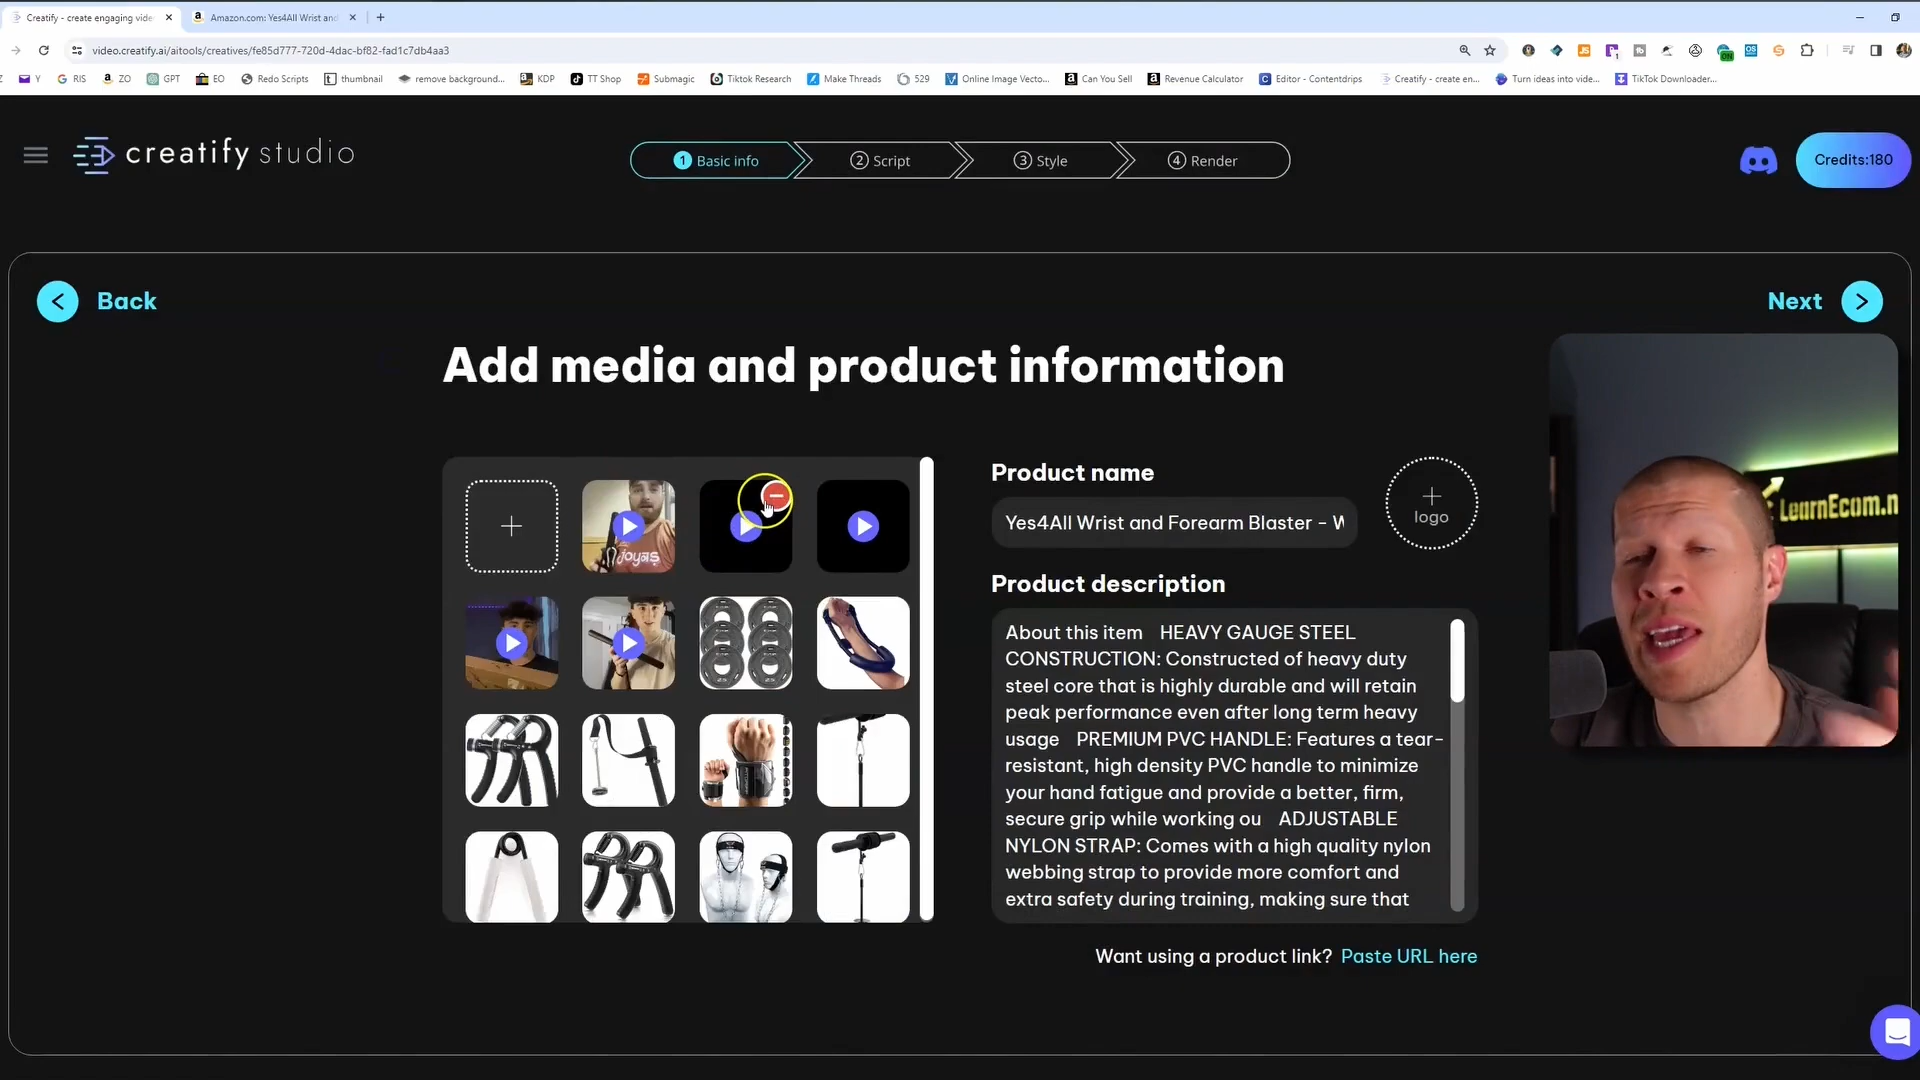 Creatify - create engaging vide
Amazon.com: Yes4All Wrist and
video.creatify.ai/aitools/creatives/fe85d777-720d-4dac-bf82-fad1c7db4aa3
Y
RIS
ZO
GPT
EO
Redo Scripts
thumbnail
remove background...
KDP
TT Shop
Submagic
Tiktok Research
Make Threads
529
Online Image Vecto...
Can You Sell
Revenue Calculator
Editor - Contentdrips
Creatify - create en...
Turn ideas into vide...
TikTok Downloader...
creatify studio
1 Basic info
2 Script
3 Style
4 Render
Credits:180
Back
Next
Add media and product information
joyas
Product name
Yes4All Wrist and Forearm Blaster - W
+
logo
Product description
About this item HEAVY GAUGE STEEL
CONSTRUCTION: Constructed of heavy duty
steel core that is highly durable and will retain
peak performance even after long term heavy
usage PREMIUM PVC HANDLE: Features a tear-
resistant, high density PVC handle to minimize
your hand fatigue and provide a better, firm,
secure grip while working ou ADJUSTABLE
NYLON STRAP: Comes with a high quality nylon
webbing strap to provide more comfort and
extra safety during training, making sure that
Want using a product link? Paste URL here
LearnEcom.n